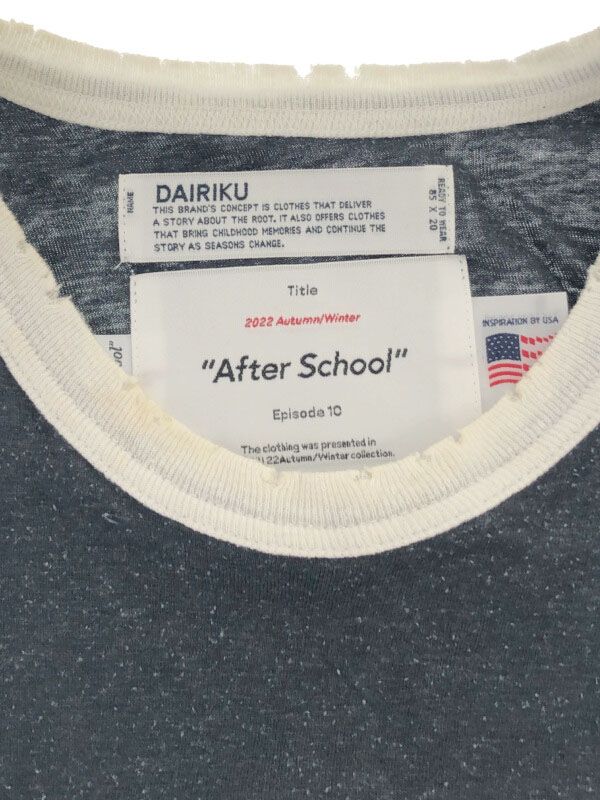 NAME
DAIRIKU
THIS BRAND'S CONCEPT IS CLOTHES THAT DELIVER
A STORY ABOUT THE ROOT. IT ALSO OFFERS CLOTHES
THAT BRING CHILDHOOD MEMORIES AND CONTINUE THE
STORY AS SEASONS CHANGE.
READY TO WEAR
85 X 20
Title
2022 Autumn/Winter
"After School"
Episode 10
The clothing was presented in
22Autumn/Winter collection.
INSPIRATION BY USA